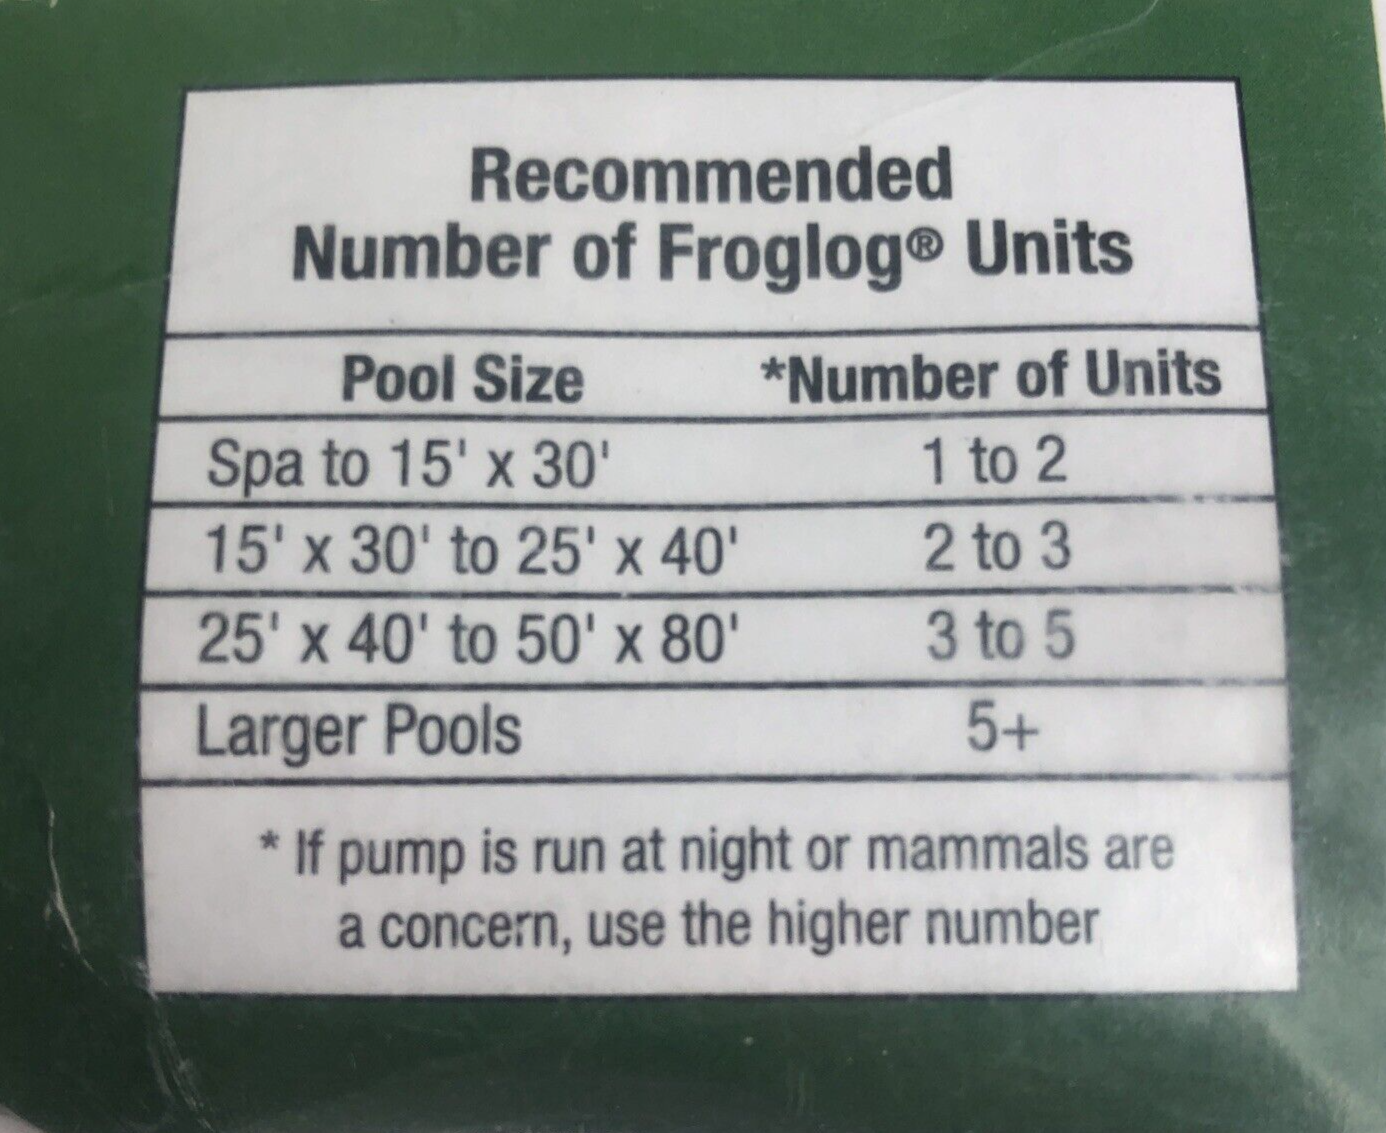 Recommended
Number of Froglog® Units
Pool Size *Number of Units
Spa to 15' x 30' 1 to 2
15' x 30' to 25' x 40' 2 to 3
25' x 40' to 50' x 80' 3 to 5
Larger Pools 5+
* If pump is run at night or mammals are
a concern, use the higher number